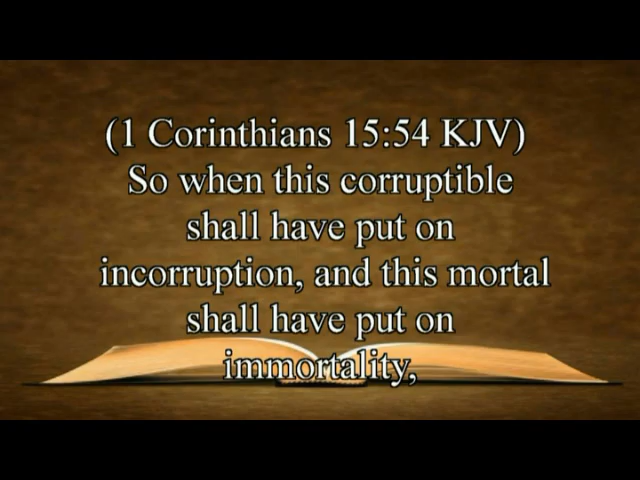 (1 Corinthians 15:54 KJV)
So when this corruptible
shall have put on
incorruption, and this mortal
shall have put on
immortality,